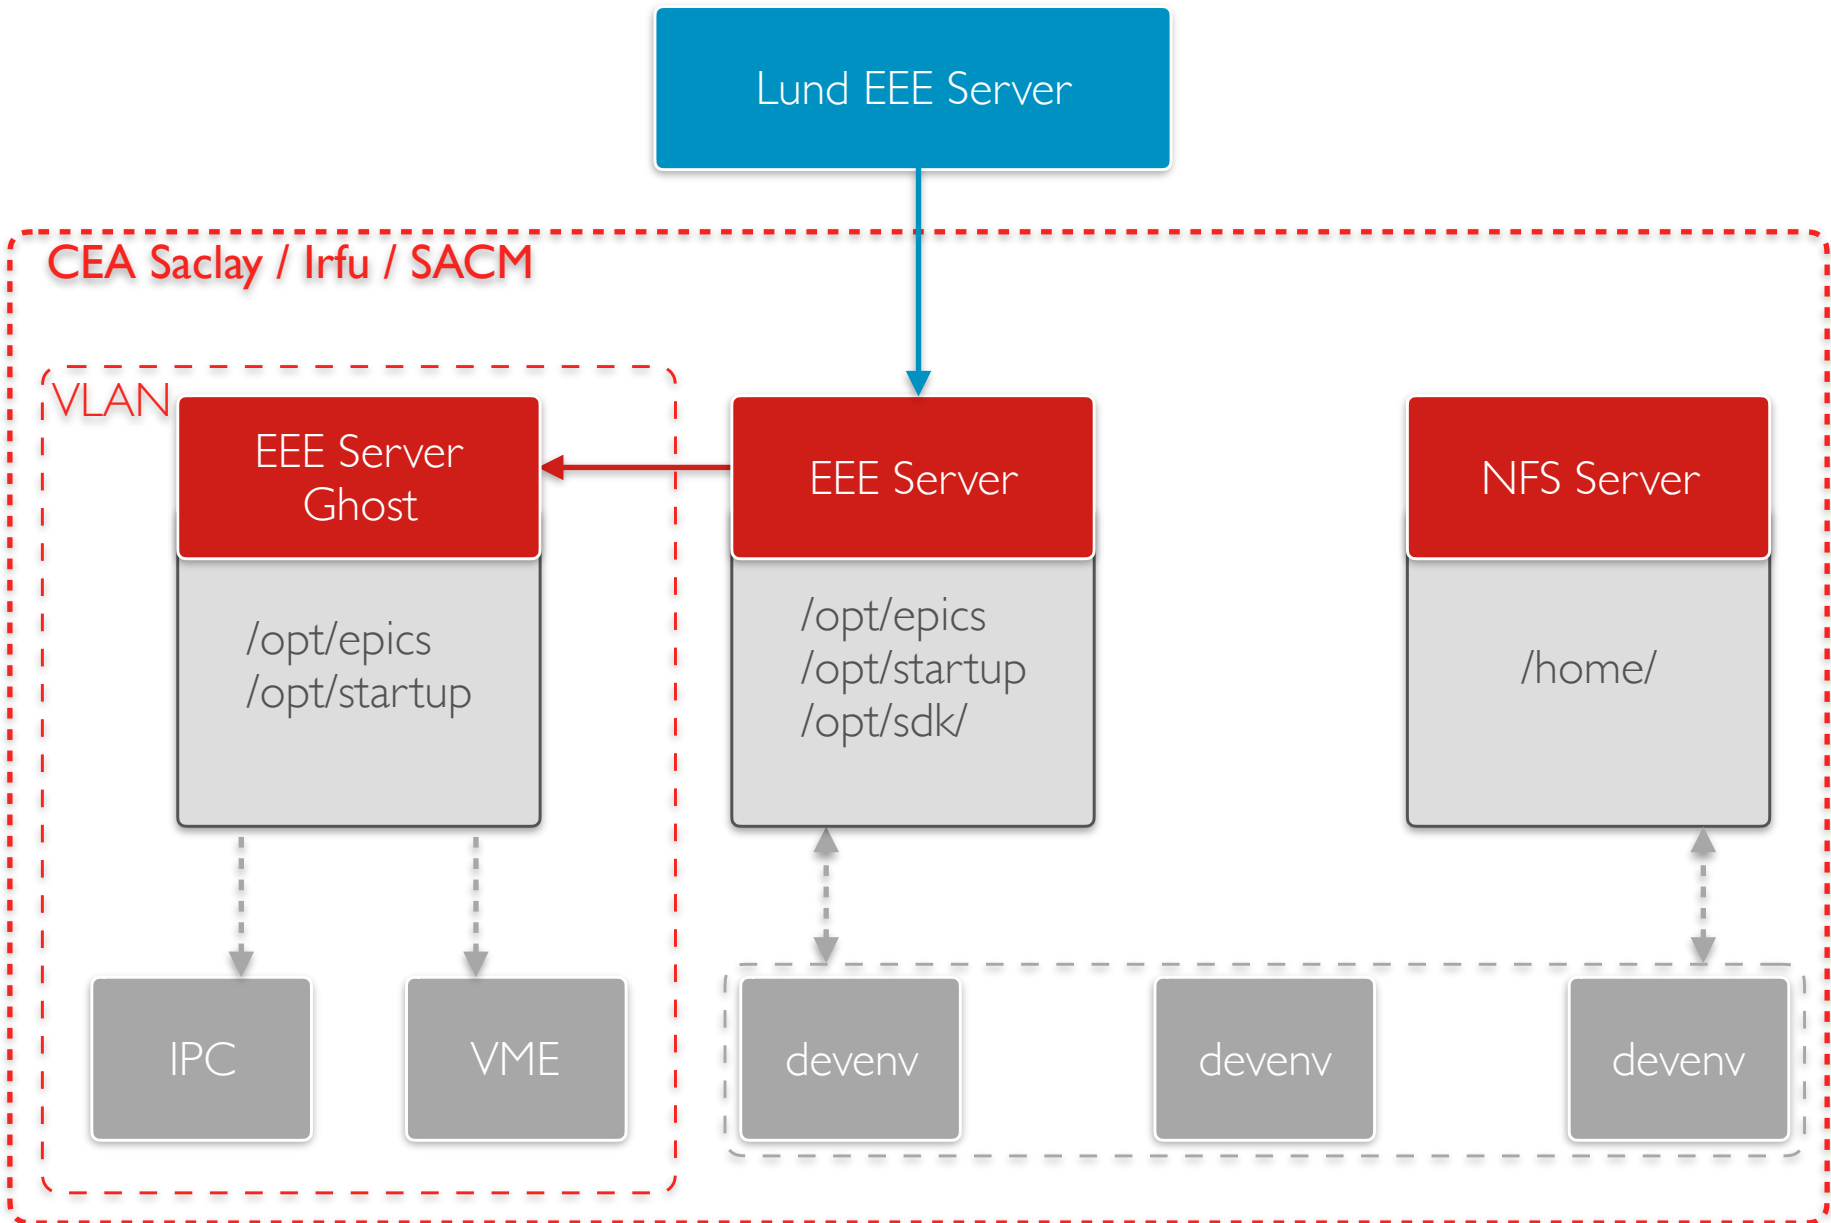 Lund EEE Server
CEA Saclay / Irfu / SACM
VLAN
EEE Server
Ghost
/opt/epics
/opt/startup
EEE Server
/opt/epics
/opt/startup
/opt/sdk/
NFS Server
/home/
IPC
VME
devenv
devenv
devenv